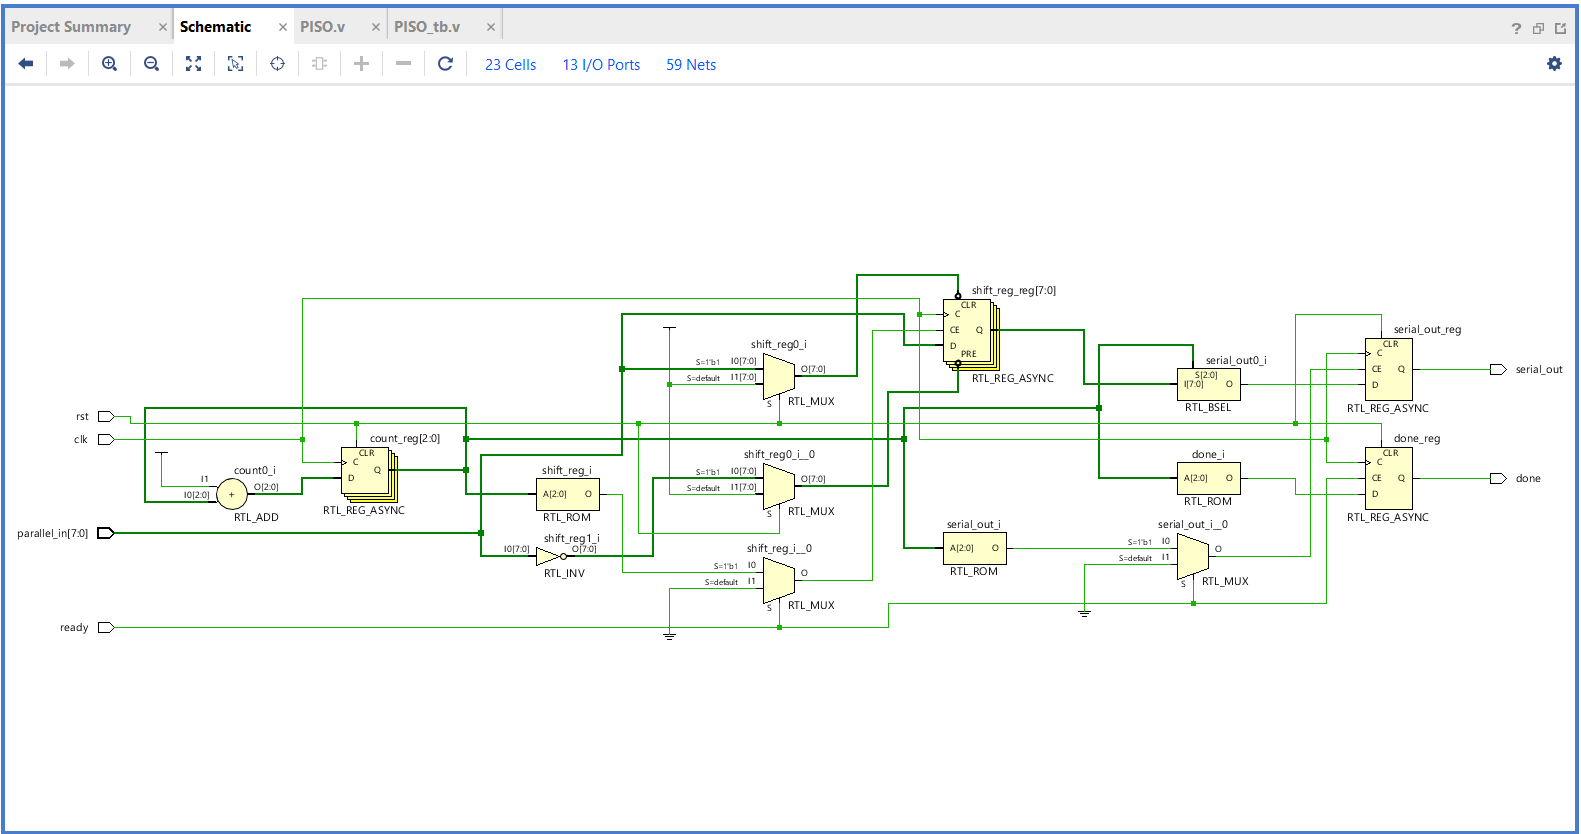 Project Summary × Schematic × PISO.v × PISO_tb.v × ?
23 Cells 13 I/O Ports 59 Nets
shift_reg_reg[7:0]
CLR
C
CE Q
D
PRE
RTL_REG_ASYNC
shift_reg0_i
S=1'b1 I0[7:0]
S=default I1[7:0]
O[7:0]
S
RTL_MUX
serial_out_reg
CLR
C
CE Q
D
RTL_REG_ASYNC
serial_out
serial_out0_i
S[2:0]
I[7:0] O
RTL_BSEL
rst
clk
count_reg[2:0]
CLR
C
Q
D
RTL_REG_ASYNC
count0_i
I1
I0[2:0]
+
O[2:0]
RTL_ADD
shift_reg_i
A[2:0] O
RTL_ROM
shift_reg0_i__0
S=1'b1 I0[7:0]
S=default I1[7:0]
O[7:0]
S
RTL_MUX
done_i
A[2:0] O
RTL_ROM
done_reg
CLR
C
CE Q
D
RTL_REG_ASYNC
done
parallel_in[7:0]
shift_reg1_i
I0[7:0] O[7:0]
RTL_INV
shift_reg_i__0
S=1'b1 I0
S=default I1
O
S
RTL_MUX
serial_out_i
A[2:0] O
RTL_ROM
serial_out_i__0
S=1'b1 I0
S=default I1
O
S
RTL_MUX
ready